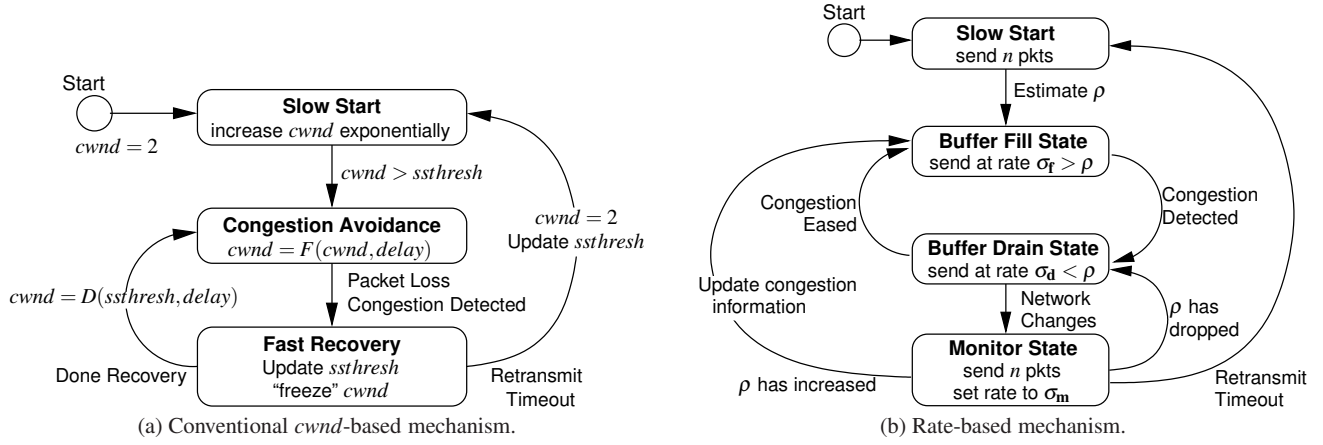 Start
cwnd = 2
Slow Start
increase cwnd exponentially
cwnd > ssthresh
Congestion Avoidance
cwnd = F(cwnd, delay)
cwnd = 2
Update ssthresh
Packet Loss
Congestion Detected
cwnd = D(ssthresh, delay)
Fast Recovery
Update ssthresh
“freeze” cwnd
Done Recovery
Retransmit
Timeout
(a) Conventional cwnd-based mechanism.
Start
Slow Start
send n pkts
Estimate ρ
Buffer Fill State
send at rate σf > ρ
Congestion
Eased
Congestion
Detected
Buffer Drain State
send at rate σd < ρ
Update congestion
information
Network
Changes
ρ has
dropped
Monitor State
send n pkts
set rate to σm
ρ has increased
Retransmit
Timeout
(b) Rate-based mechanism.